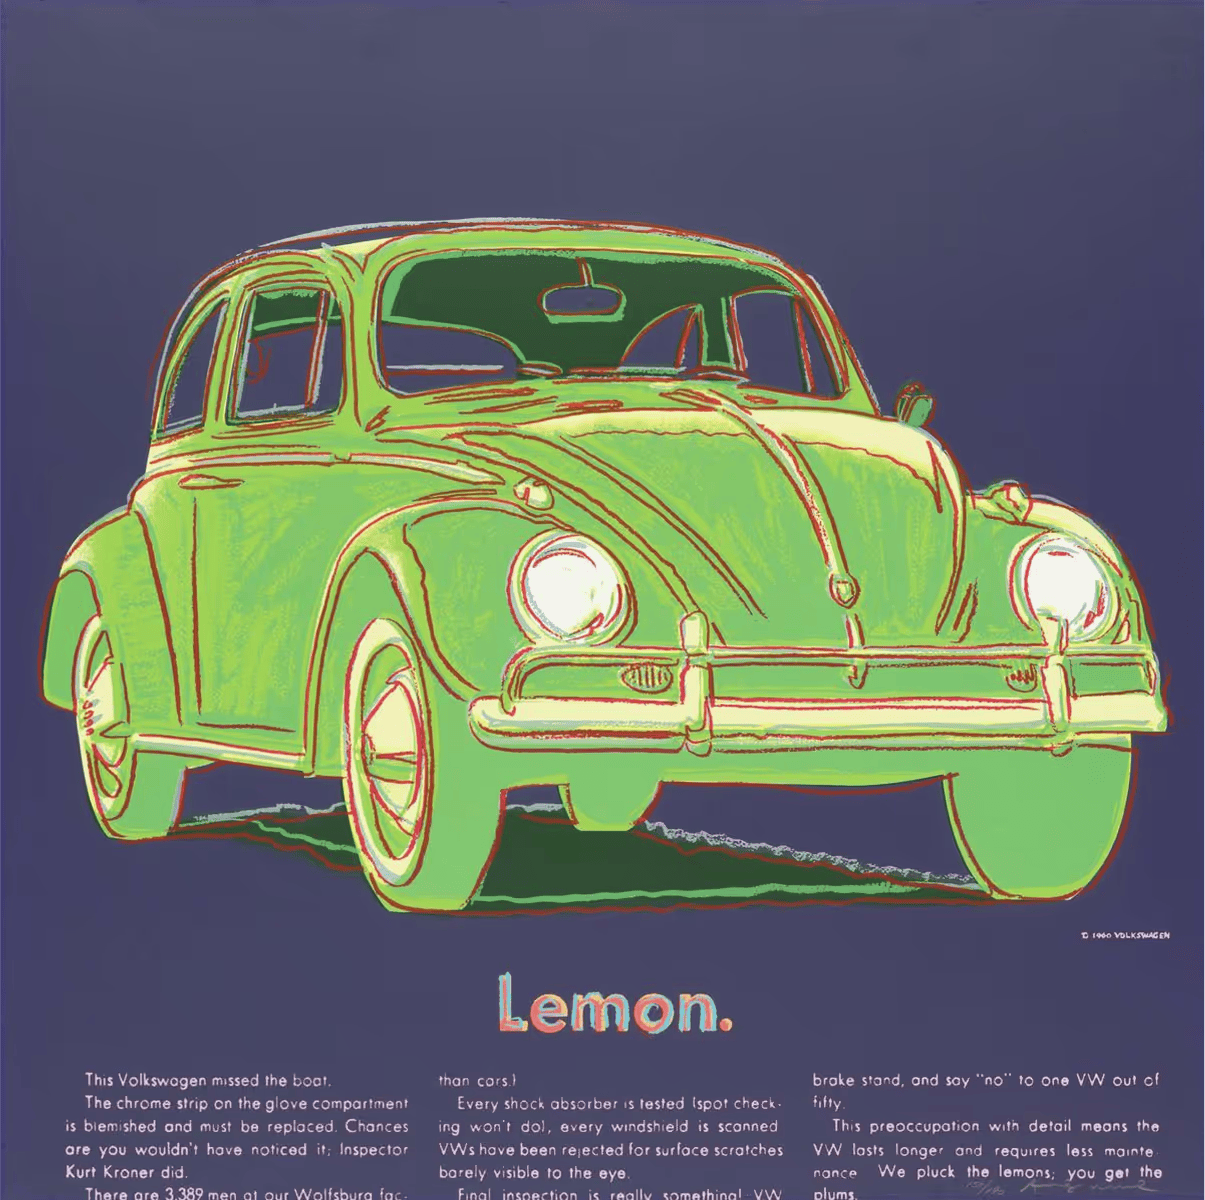 © 1960 VOLKSWAGEN
Lemon.
This Volkswagen missed the boat.
The chrome strip on the glove compartment
is blemished and must be replaced. Chances
are you wouldn't have noticed it; Inspector
Kurt Kroner did.
There are 3,389 men at our Wolfsburg fac-
than cars.)
Every shock absorber is tested (spot check-
ing won't do), every windshield is scanned
VWs have been rejected for surface scratches
barely visible to the eye.
Final inspection is really something! VW
brake stand, and say "no" to one VW out of
fifty.
This preoccupation with detail means the
VW lasts longer and requires less mainte
nance We pluck the lemons; you get the
plums.